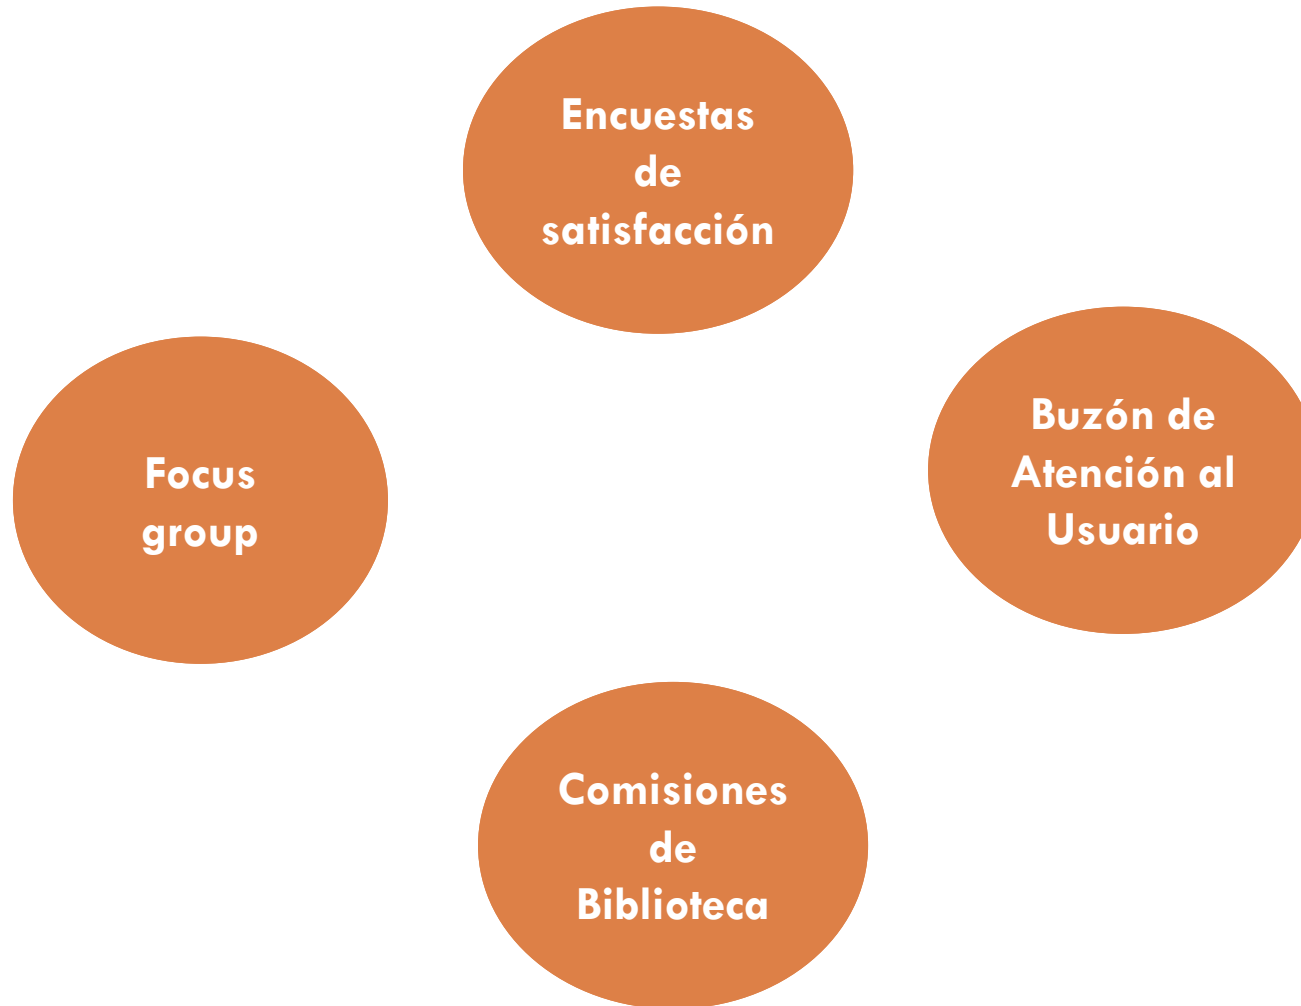 Encuestas
de
satisfacción
Buzón de
Atención al
Usuario
Focus
group
Comisiones
de
Biblioteca